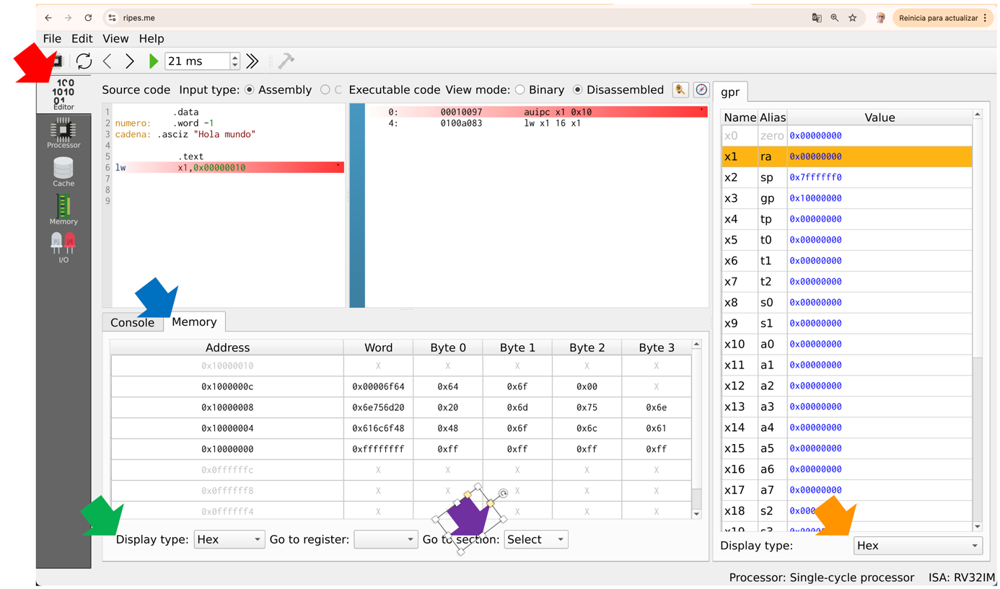 ripes.me Reinicia para actualizar
File Edit View Help
21 ms
Editor
Processor
Cache
Memory
I/O
Source code Input type: Assembly C Executable code View mode: Binary Disassembled
1 .data
2 numero: .word -1
3 cadena: .asciz "Hola mundo"
4
5 .text
6 lw x1,0x00000010
7
8
9
0: 00010097 auipc x1 0x10
4: 0100a083 lw x1 16 x1
Console Memory
Address Word Byte 0 Byte 1 Byte 2 Byte 3
0x10000010 X X X X X
0x1000000c 0x00006f64 0x64 0x6f 0x00 X
0x10000008 0x6e756d20 0x20 0x6d 0x75 0x6e
0x10000004 0x616c6f48 0x48 0x6f 0x6c 0x61
0x10000000 0xffffffff 0xff 0xff 0xff 0xff
0x0ffffffc X X X X X
0x0ffffff8 X X X X
0x0ffffff4 X X X
Display type: Hex Go to register: Go to section: Select
gpr
Name Alias Value
x0 zero 0x00000000
x1 ra 0x00000000
x2 sp 0x7ffffff0
x3 gp 0x10000000
x4 tp 0x00000000
x5 t0 0x00000000
x6 t1 0x00000000
x7 t2 0x00000000
x8 s0 0x00000000
x9 s1 0x00000000
x10 a0 0x00000000
x11 a1 0x00000000
x12 a2 0x00000000
x13 a3 0x00000000
x14 a4 0x00000000
x15 a5 0x00000000
x16 a6 0x00000000
x17 a7 0x00000000
x18 s2
x19 s3
Display type: Hex
Processor: Single-cycle processor ISA: RV32IM